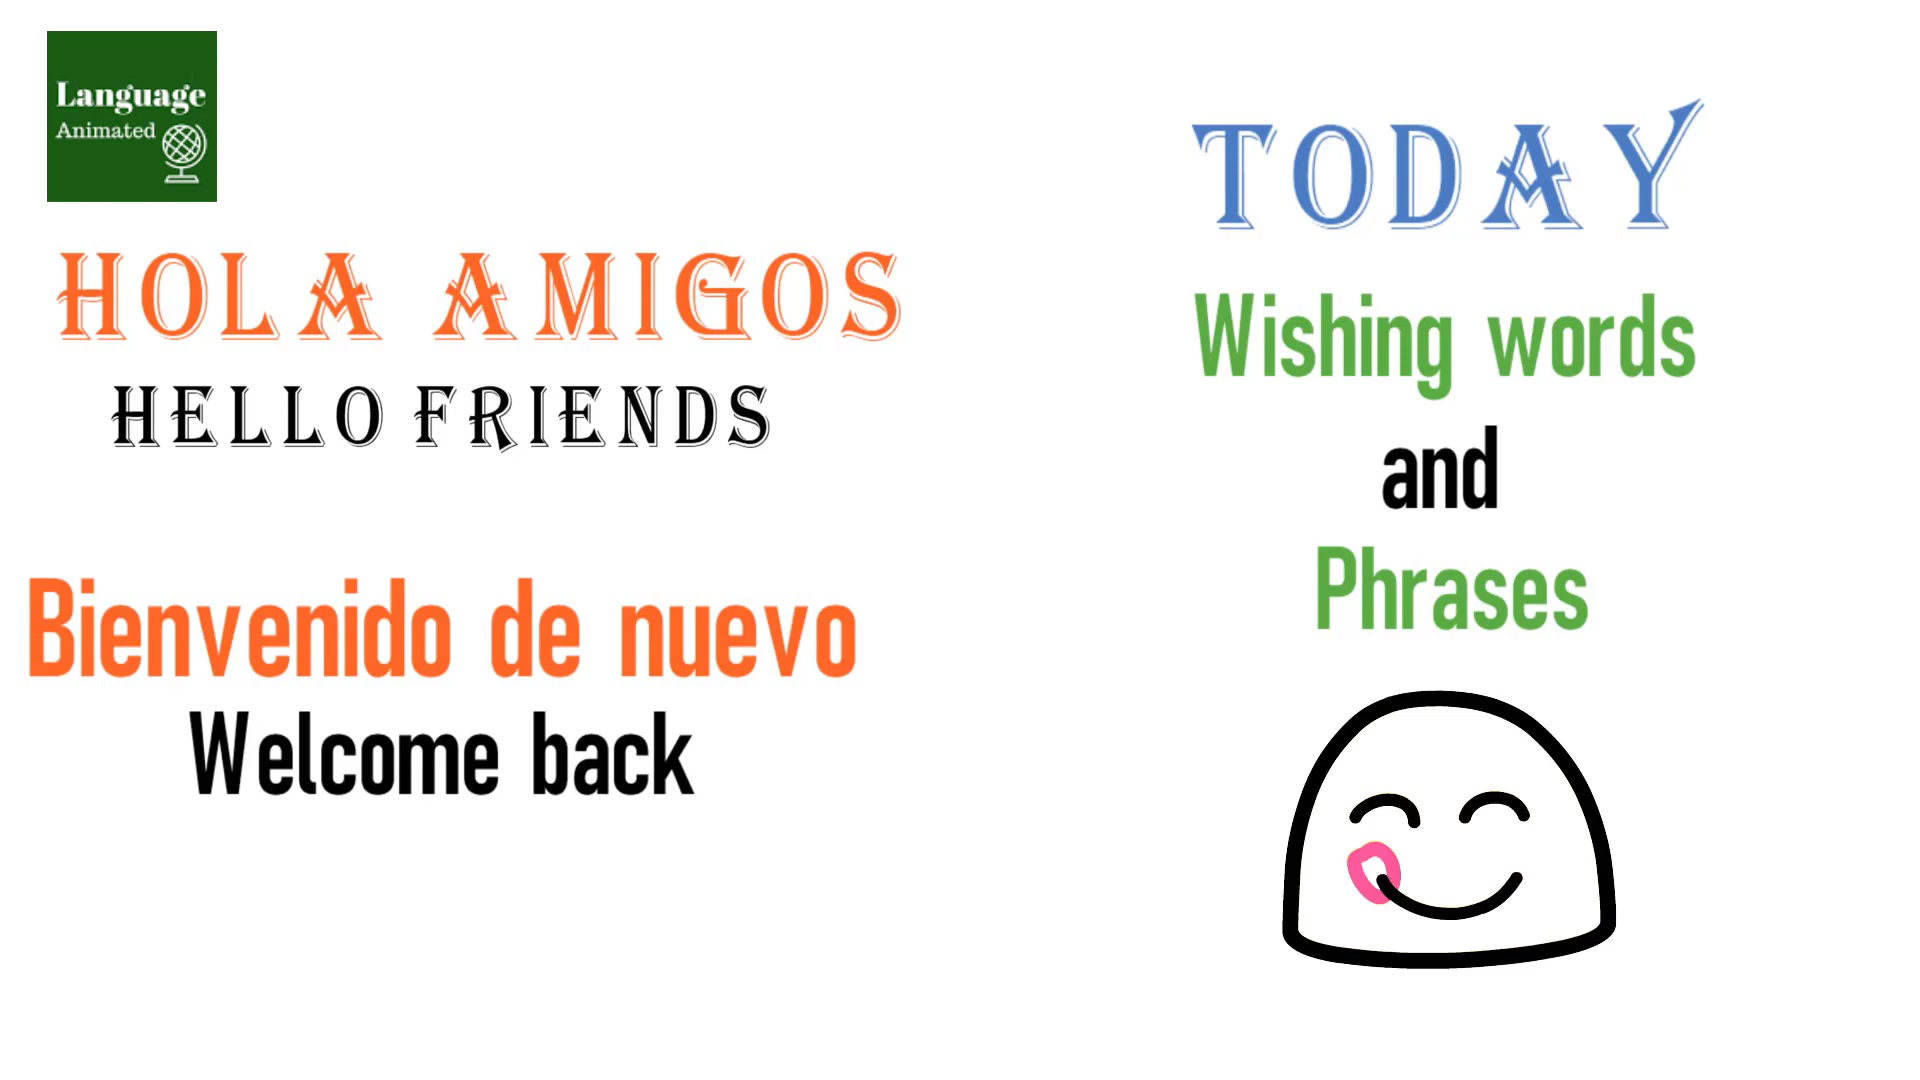 Language
Animated
HOLA AMIGOS
HELLO FRIENDS
Bienvenido de nuevo
Welcome back
TODAY
Wishing words
and
Phrases